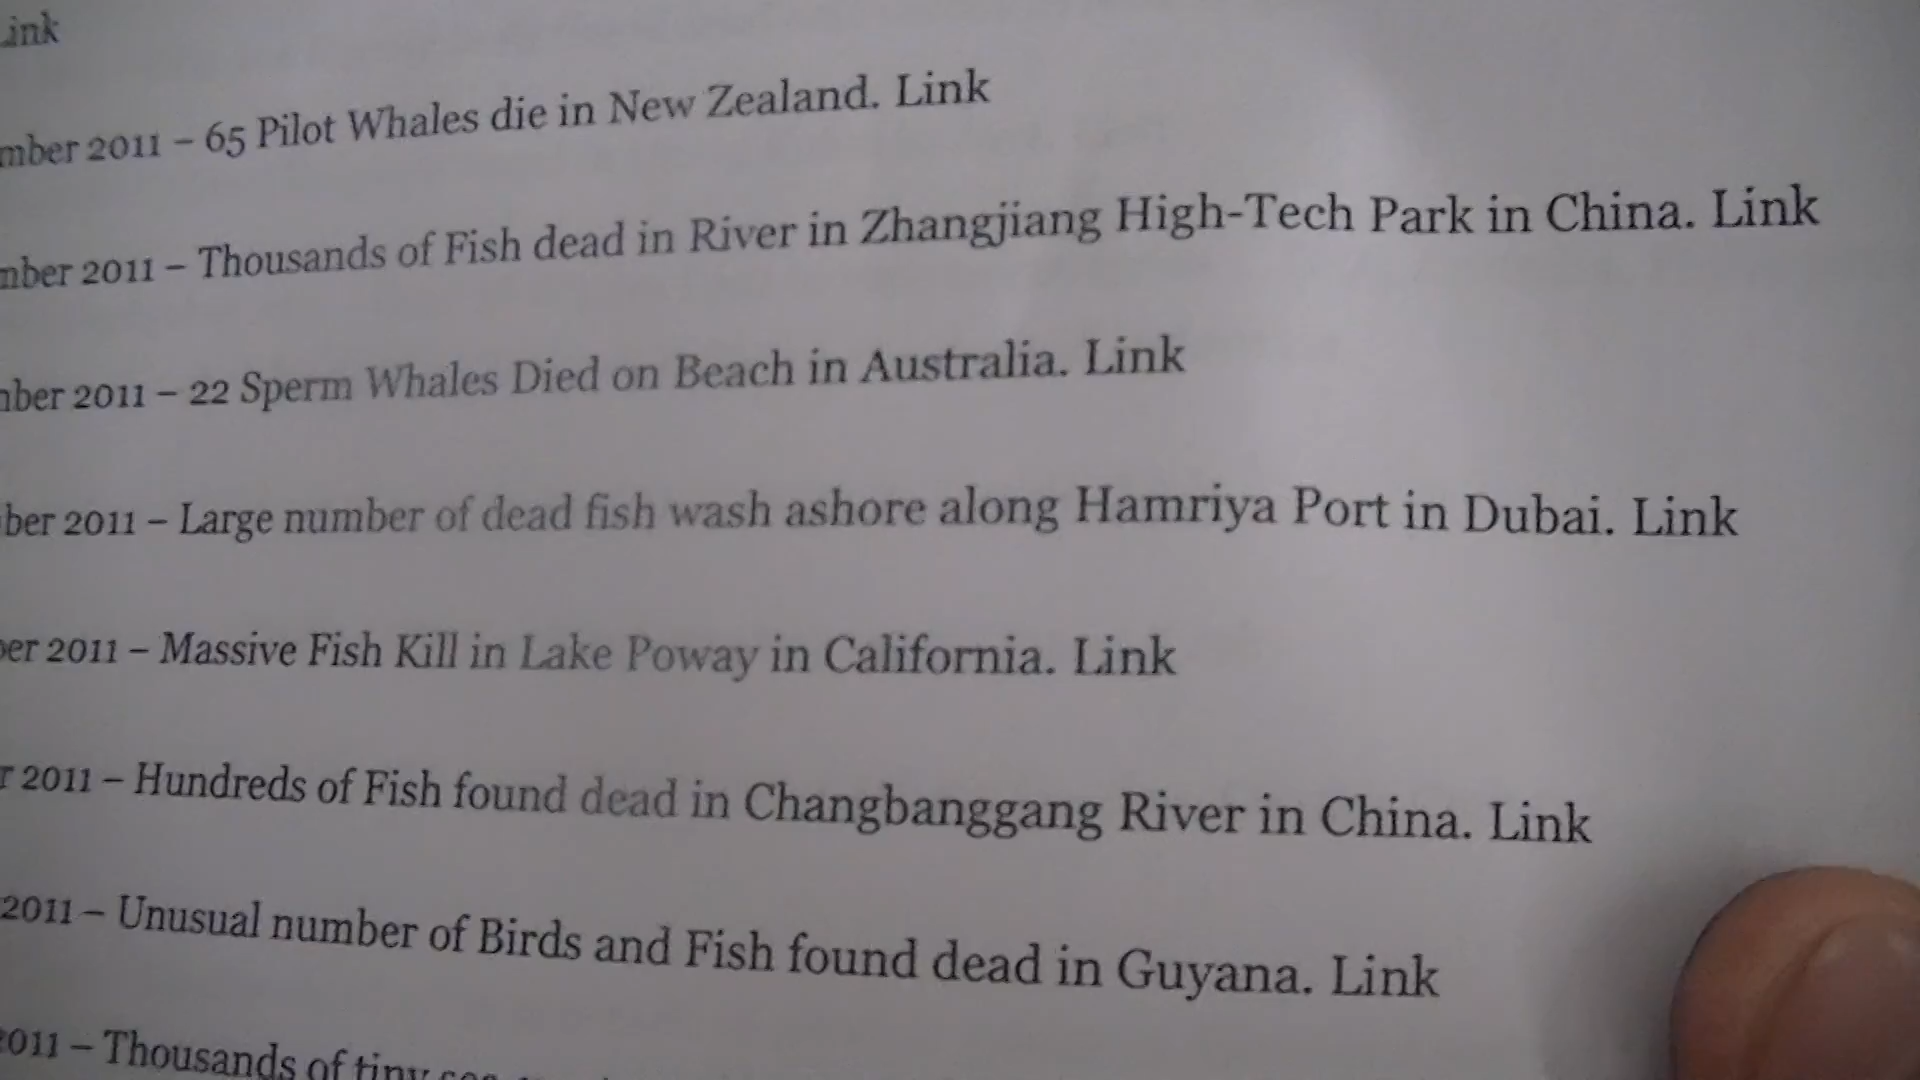 ink
mber 2011 – 65 Pilot Whales die in New Zealand. Link
mber 2011 – Thousands of Fish dead in River in Zhangjiang High-Tech Park in China. Link
mber 2011 – 22 Sperm Whales Died on Beach in Australia. Link
ber 2011 – Large number of dead fish wash ashore along Hamriya Port in Dubai. Link
er 2011 – Massive Fish Kill in Lake Poway in California. Link
r 2011 – Hundreds of Fish found dead in Changbanggang River in China. Link
2011 – Unusual number of Birds and Fish found dead in Guyana. Link
2011 – Thousands of tiny